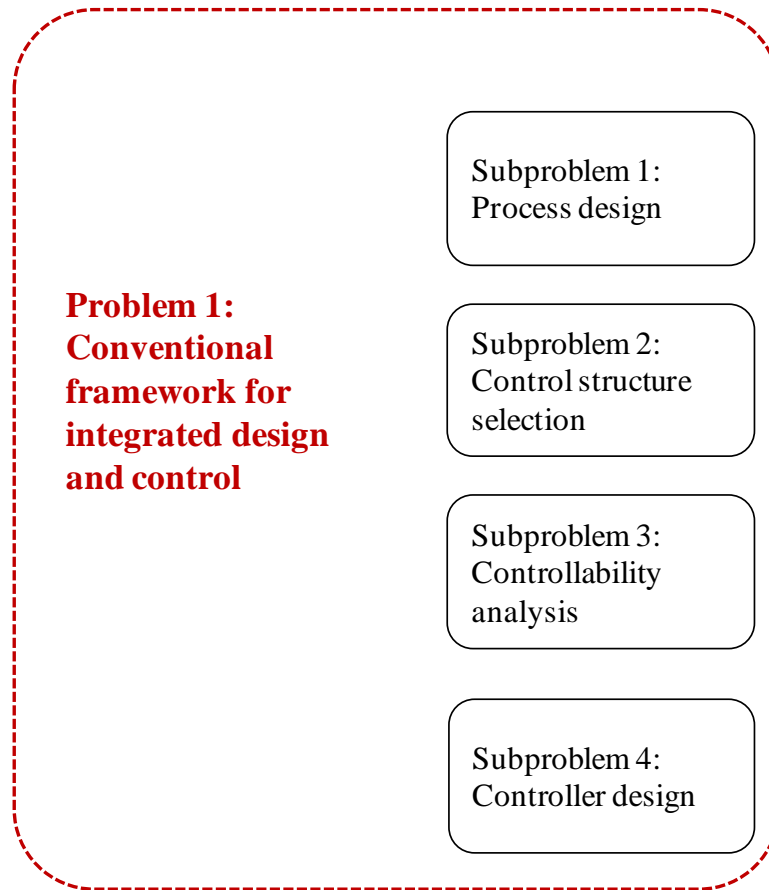 Problem 1:
Conventional
framework for
integrated design
and control
Subproblem 1:
Process design
Subproblem 2:
Control structure
selection
Subproblem 3:
Controllability
analysis
Subproblem 4:
Controller design